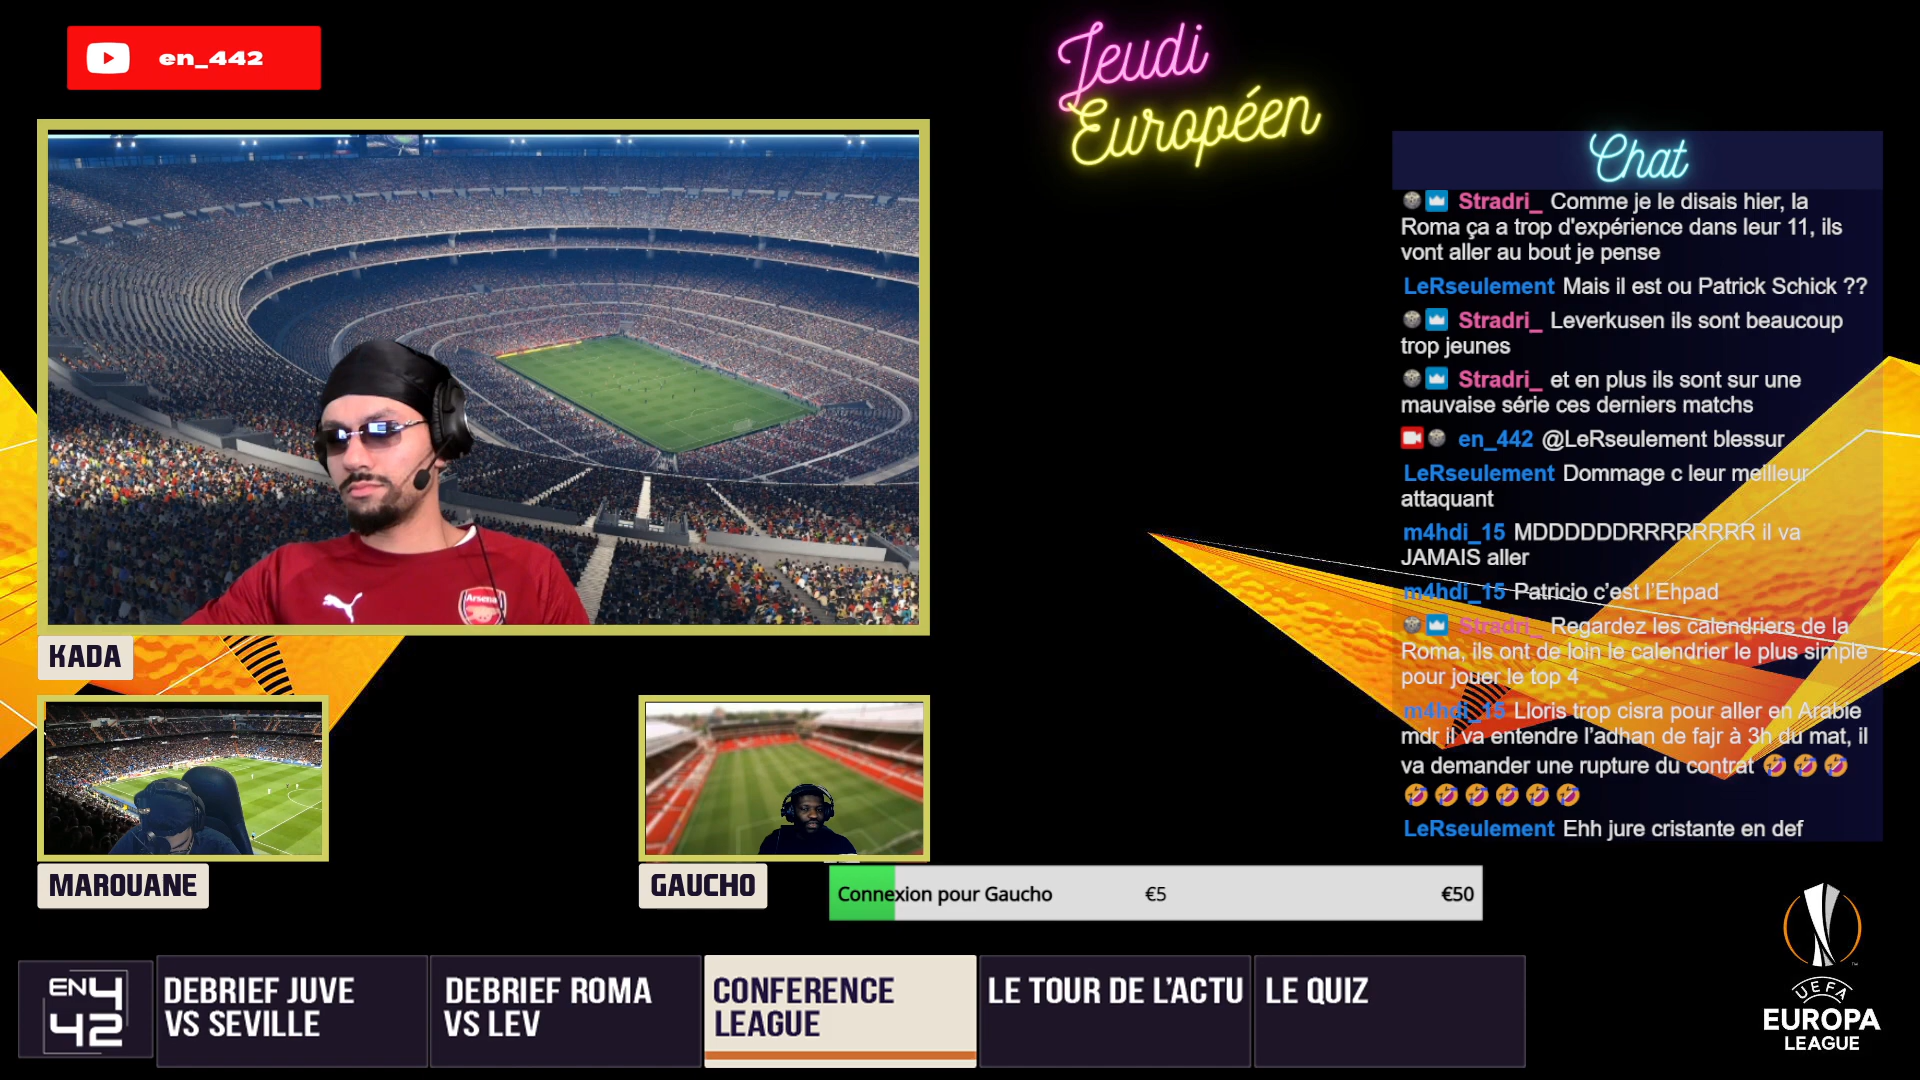 en_442
Jeudi
Européen
Chat
Stradri_ Comme je le disais hier, la
Roma ça a trop d'expérience dans leur 11, ils
vont aller au bout je pense
LeRseulement Mais il est ou Patrick Schick ??
Stradri_ Leverkusen ils sont beaucoup
trop jeunes
Stradri_ et en plus ils sont sur une
mauvaise série ces derniers matchs
en_442 @LeRseulement blessur
LeRseulement Dommage c leur meilleur
attaquant
m4hdi_15 MDDDDDDRRRRRRRR il va
JAMAIS aller
m4hdi_15 Patricio c’est l’Ehpad
Stradri_ Regardez les calendriers de la
Roma, ils ont de loin le calendrier le plus simple
pour jouer le top 4
m4hdi_15 Lloris trop cisra pour aller en Arabie
mdr il va entendre l’adhan de fajr à 3h du mat, il
va demander une rupture du contrat 🤣 🤣 🤣
🤣 🤣 🤣 🤣 🤣 🤣
LeRseulement Ehh jure cristante en def
Arsenal
KADA
MAROUANE
GAUCHO
Connexion pour Gaucho €5 €50
EN 4
42
DEBRIEF JUVE
VS SEVILLE
DEBRIEF ROMA
VS LEV
CONFERENCE
LEAGUE
LE TOUR DE L’ACTU
LE QUIZ
UEFA
EUROPA
LEAGUE